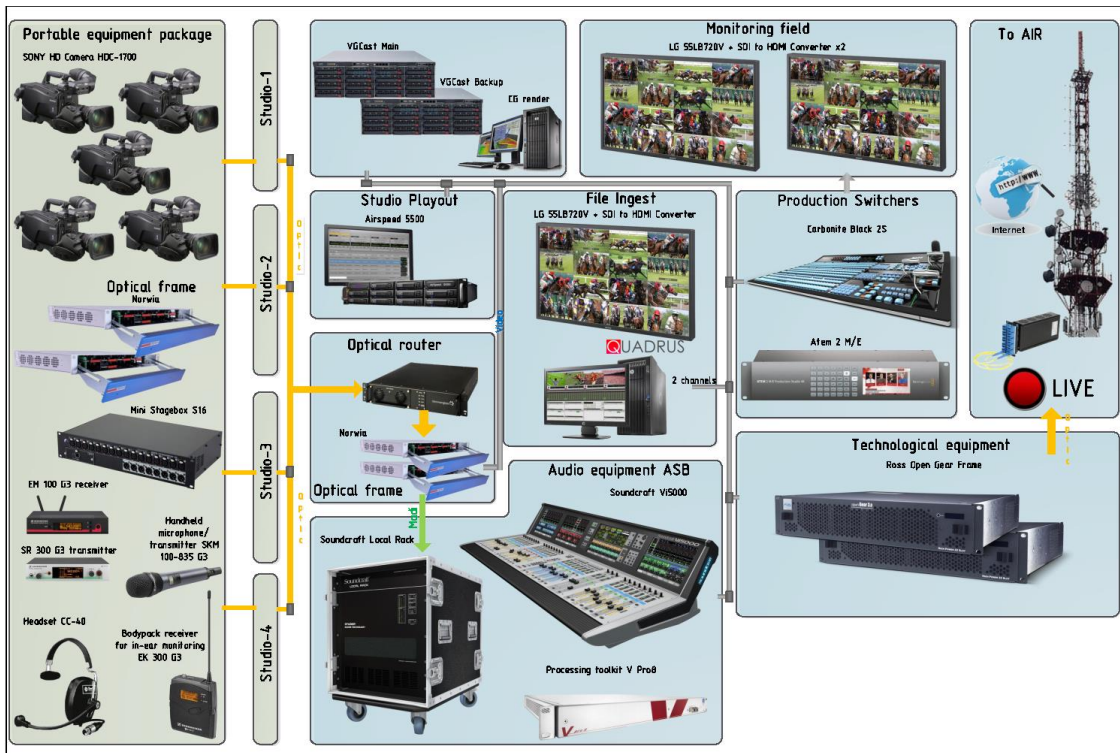 Portable equipment package
SONY HD Camera HDC-1700
Optical frame
Norwia
Mini Stagebox S16
EM 100 G3 receiver
SR 300 G3 transmitter
Handheld
microphone/
transmitter SKM
100-835 G3
Headset CC-40
Bodypack receiver
for in-ear monitoring
EK 300 G3
Studio-1
Studio-2
Studio-3
Studio-4
Optic
Optic
VGCast Main
VGCast Backup
CG render
Studio Playout
Airspeed 5500
Video
Optical router
Norwia
Optical frame
Madi
Monitoring field
LG 55LB720V + SDI to HDMI Converter x2
File Ingest
LG 55LB720V + SDI to HDMI Converter
QUADRUS
2 channels
Production Switchers
Carbonite Black 2S
Atem 2 M/E
To AIR
http://www.
Internet
LIVE
Optic
Technological equipment
Ross Open Gear Frame
Audio equipment ASB
Soundcraft Vi5000
Soundcraft Local Rack
Soundcraft
Processing toolkit V Pro8